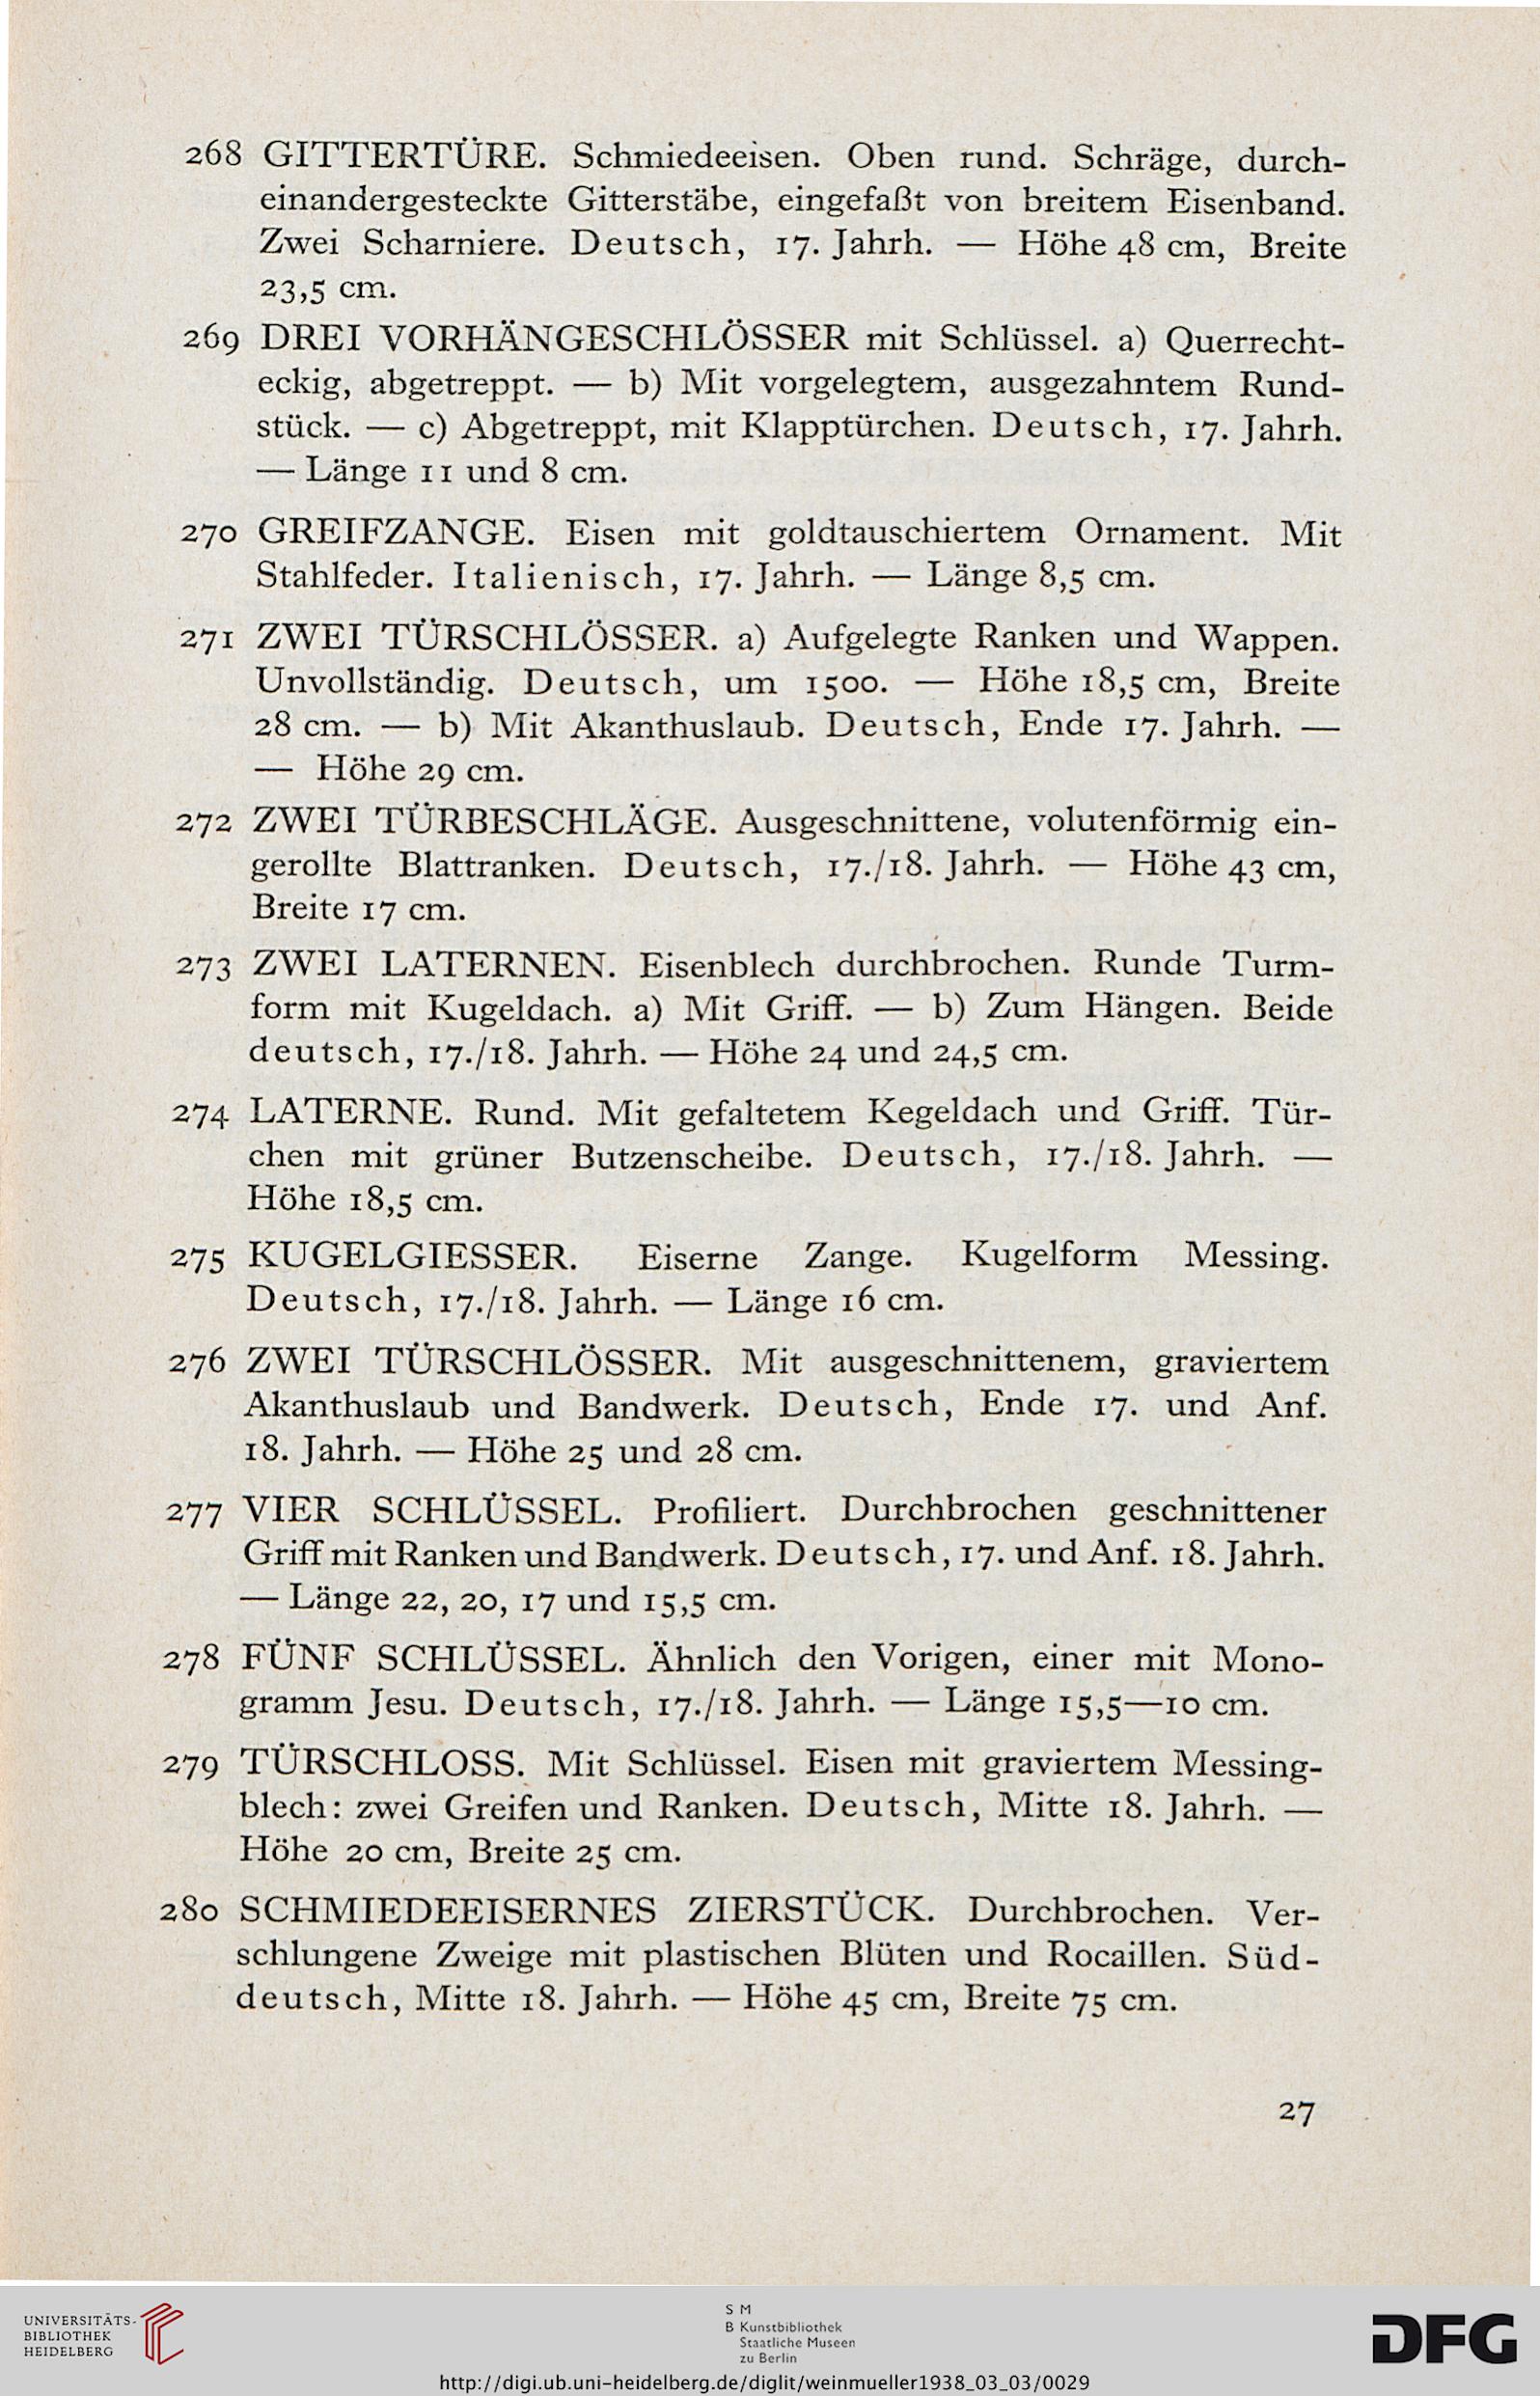 268 GITTERTÜRE. Schmiedeeisen. Oben rund. Schräge, durch-
einandergesteckte Gitterstäbe, eingefaßt von breitem Eisenband.
Zwei Scharniere. Deutsch, 17. Jahrh. — Höhe 48 cm, Breite
23,5 cm.
269 DREI VORHÄNGESCHLÖSSER mit Schlüssel. a) Querrecht-
eckig, abgetreppt. — b) Mit vorgelegtem, ausgezahntem Rund-
stück. — c) Abgetreppt, mit Klapptürchen. Deutsch, 17. Jahrh.
— Länge 11 und 8 cm.
270 GREIFZANGE. Eisen mit goldtauschiertem Ornament. Mit
Stahlfeder. Italienisch, 17. Jahrh. — Länge 8,5 cm.
271 ZWEI TÜRSCHLÖSSER. a) Aufgelegte Ranken und Wappen.
Unvollständig. Deutsch, um 1500. — Höhe 18,5 cm, Breite
28 cm. — b) Mit Akanthuslaub. Deutsch, Ende 17. Jahrh. —
— Höhe 29 cm.
272 ZWEI TÜRBESCHLÄGE. Ausgeschnittene, volutenförmig ein-
gerollte Blattranken. Deutsch, 17./18. Jahrh. — Höhe 43 cm,
Breite 17 cm.
273 ZWEI LATERNEN. Eisenblech durchbrochen. Runde Turm-
form mit Kugeldach. a) Mit Griff. — b) Zum Hängen. Beide
deutsch, 17./18. Jahrh. — Höhe 24 und 24,5 cm.
274 LATERNE. Rund. Mit gefaltetem Kegeldach und Griff. Tür-
chen mit grüner Butzenscheibe. Deutsch, 17./18. Jahrh. —
Höhe 18,5 cm.
275 KUGELGIESSER. Eiserne Zange. Kugelform Messing.
Deutsch, 17./18. Jahrh. — Länge 16 cm.
276 ZWEI TÜRSCHLÖSSER. Mit ausgeschnittenem, graviertem
Akanthuslaub und Bandwerk. Deutsch, Ende 17. und Anf.
18. Jahrh. — Höhe 25 und 28 cm.
277 VIER SCHLÜSSEL. Profiliert. Durchbrochen geschnittener
Griff mit Ranken und Bandwerk. Deutsch, 17. und Anf. 18. Jahrh.
— Länge 22, 20, 17 und 15,5 cm.
278 FÜNF SCHLÜSSEL. Ähnlich den Vorigen, einer mit Mono-
gramm Jesu. Deutsch, 17./18. Jahrh. — Länge 15,5—10 cm.
279 TÜRSCHLOSS. Mit Schlüssel. Eisen mit graviertem Messing-
blech: zwei Greifen und Ranken. Deutsch, Mitte 18. Jahrh. —
Höhe 20 cm, Breite 25 cm.
280 SCHMIEDEEISERNES ZIERSTÜCK. Durchbrochen. Ver-
schlungene Zweige mit plastischen Blüten und Rocaillen. Süd-
deutsch, Mitte 18. Jahrh. — Höhe 45 cm, Breite 75 cm.
27
UNIVERSITÄTS-
BIBLIOTHEK
HEIDELBERG
S M
B Kunstbibliothek
Staatliche Museen
zu Berlin
DFG
http://digi.ub.uni-heidelberg.de/diglit/weinmueller1938_03_03/0029